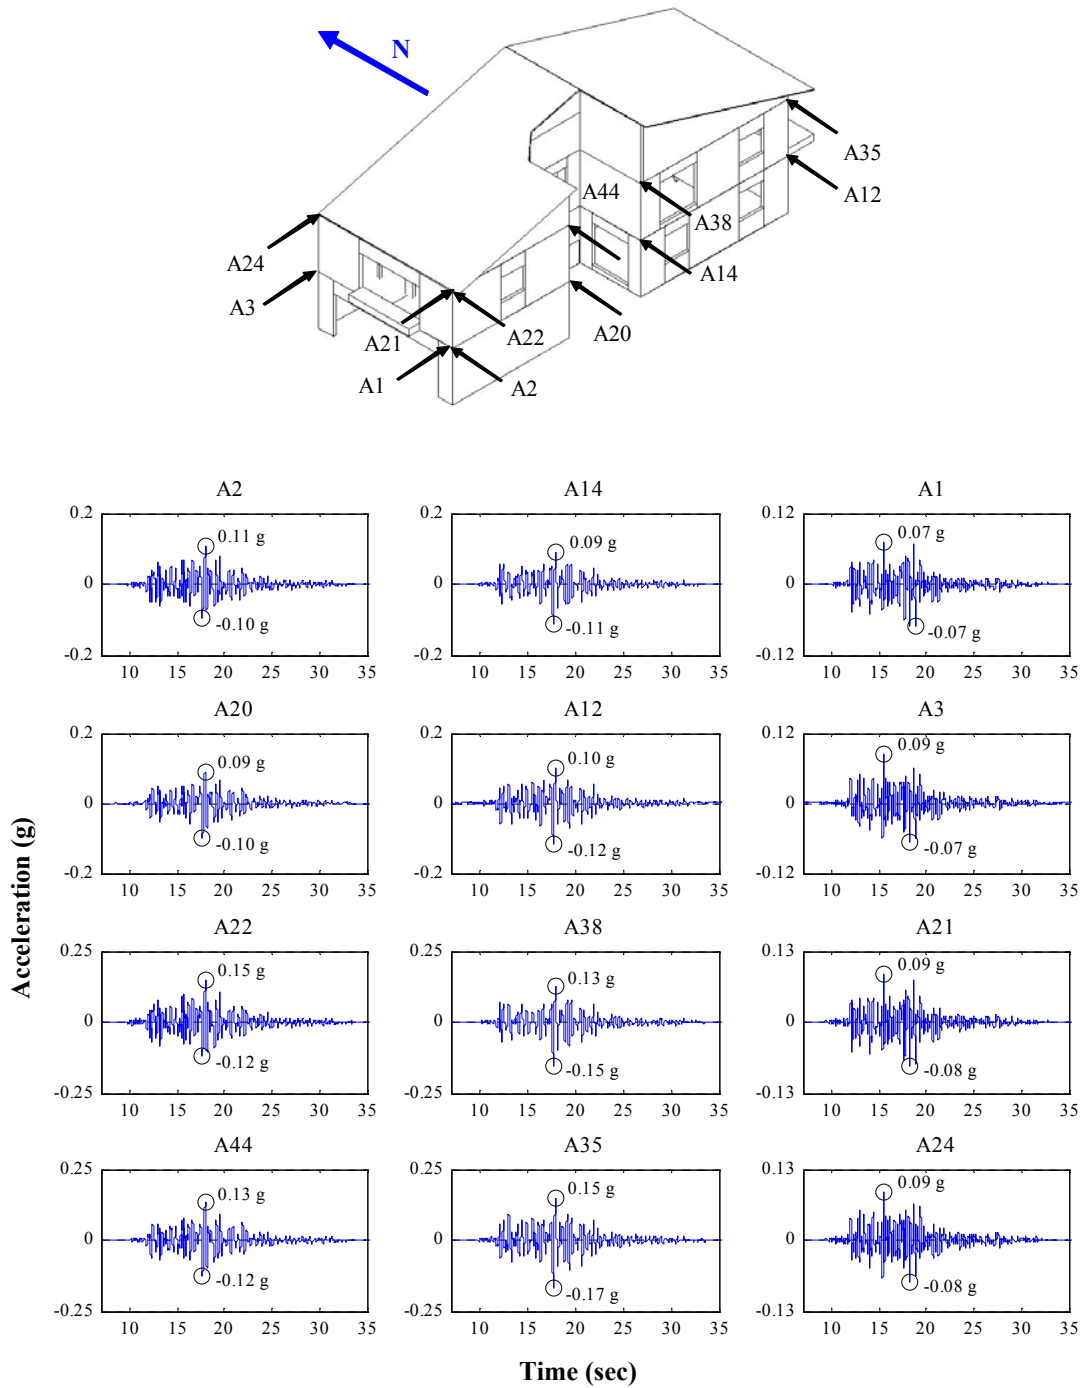 N
A35
A44
A12
A38
A24
A14
A3
A21
A22
A20
A1
A2
A2
A14
A1
0.2
0.11 g
0
-0.10 g
-0.2
10 15 20 25 30 35
0.2
0.09 g
0
-0.11 g
-0.2
10 15 20 25 30 35
0.12
0.07 g
0
-0.07 g
-0.12
10 15 20 25 30 35
A20
A12
A3
0.2
0.09 g
0
-0.10 g
-0.2
10 15 20 25 30 35
0.2
0.10 g
0
-0.12 g
-0.2
10 15 20 25 30 35
0.12
0.09 g
0
-0.07 g
-0.12
10 15 20 25 30 35
Acceleration (g)
A22
A38
A21
0.25
0.15 g
0
-0.12 g
-0.25
10 15 20 25 30 35
0.25
0.13 g
0
-0.15 g
-0.25
10 15 20 25 30 35
0.13
0.09 g
0
-0.08 g
-0.13
10 15 20 25 30 35
A44
A35
A24
0.25
0.13 g
0
-0.12 g
-0.25
10 15 20 25 30 35
0.25
0.15 g
0
-0.17 g
-0.25
10 15 20 25 30 35
0.13
0.09 g
0
-0.08 g
-0.13
10 15 20 25 30 35
Time (sec)